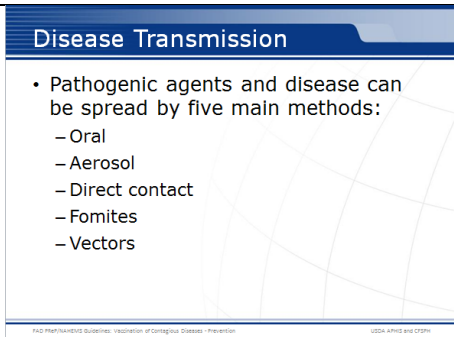 Disease Transmission
• Pathogenic agents and disease can
be spread by five main methods:
– Oral
– Aerosol
– Direct contact
– Fomites
– Vectors
FAD PReP/NAHEMS Guidelines: Vaccination of Contagious Diseases - Prevention
USDA APHIS and CFSPH